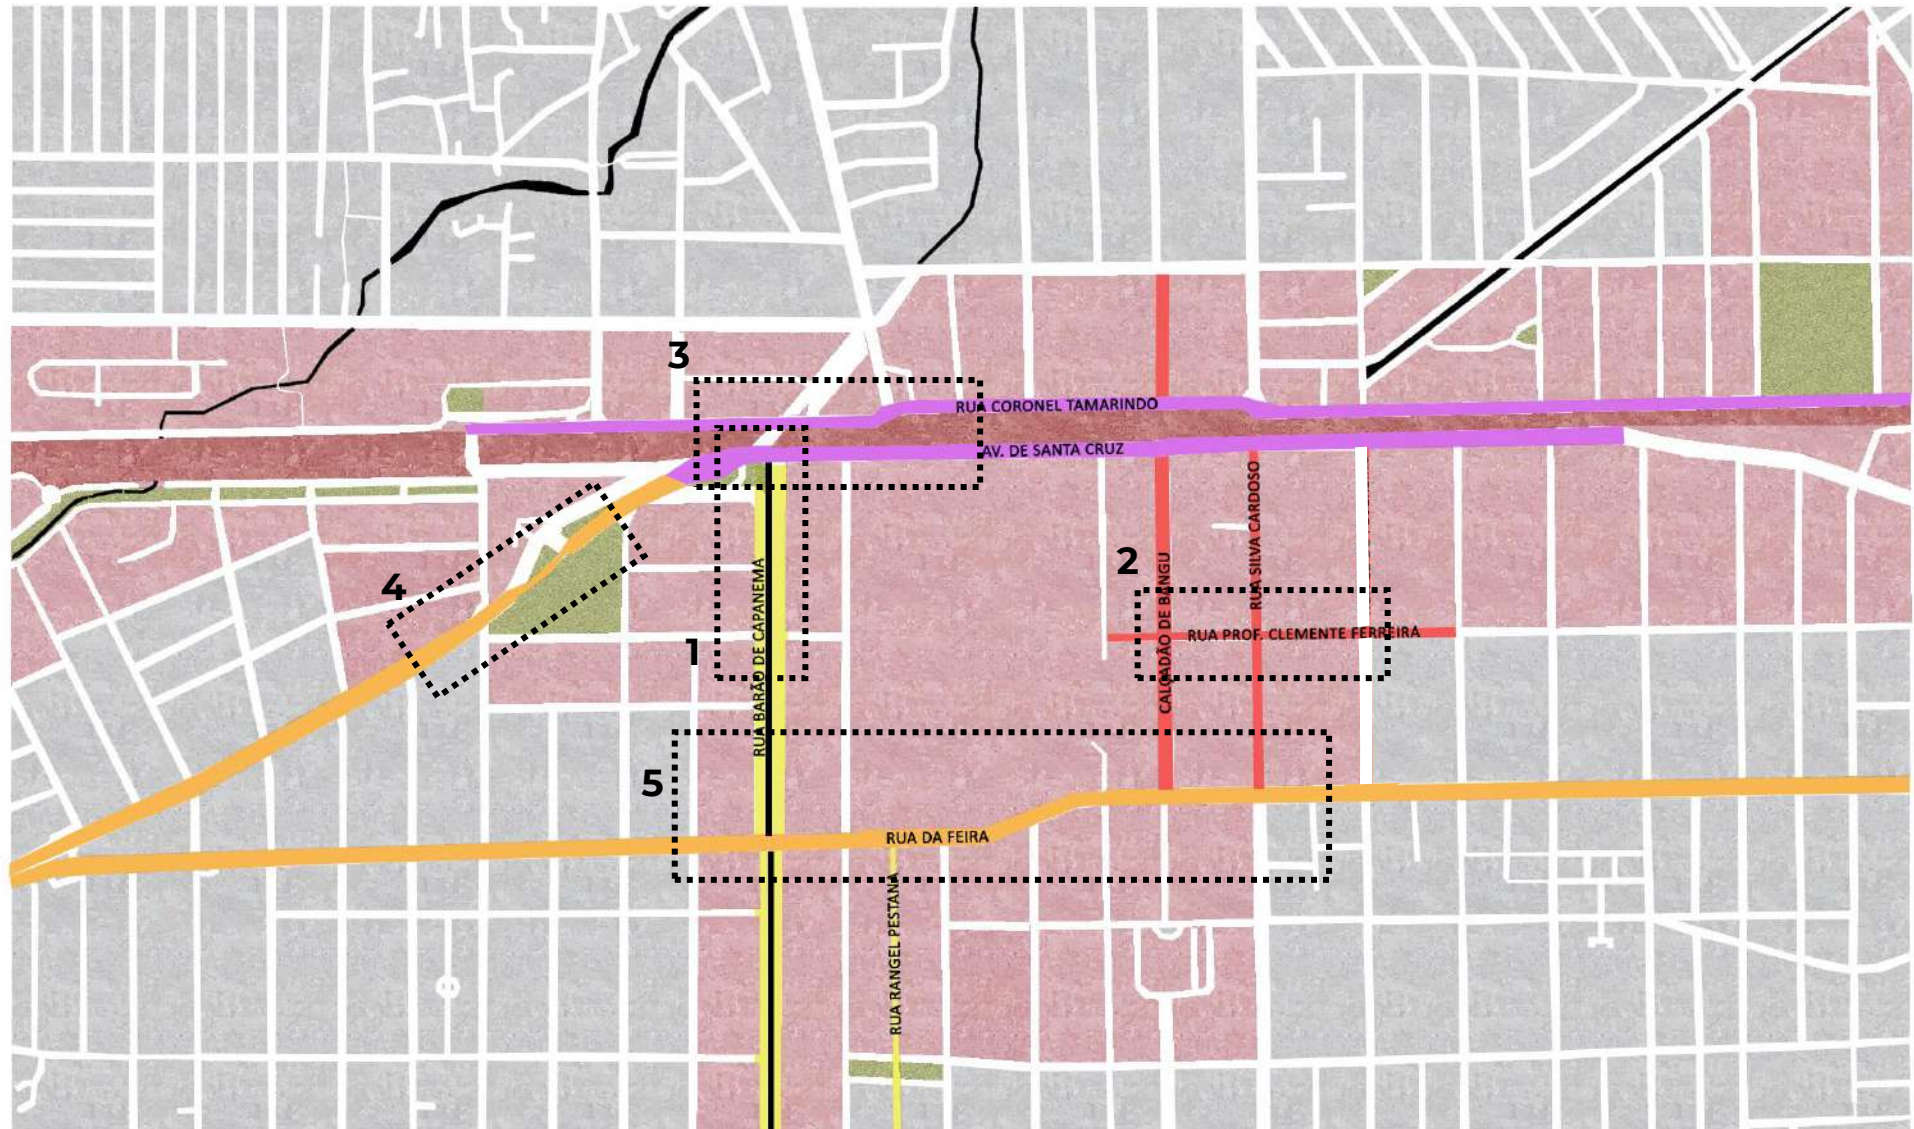 3
RUA CORONEL TAMARINDO
AV. DE SANTA CRUZ
RUA SILVA CARDOSO
2
4
CALÇADÃO DE BANGU
RUA PROF. CLEMENTE FERREIRA
1
RUA BARÃO DE CAPANEMA
5
RUA DA FEIRA
RUA RANGEL PESTANA